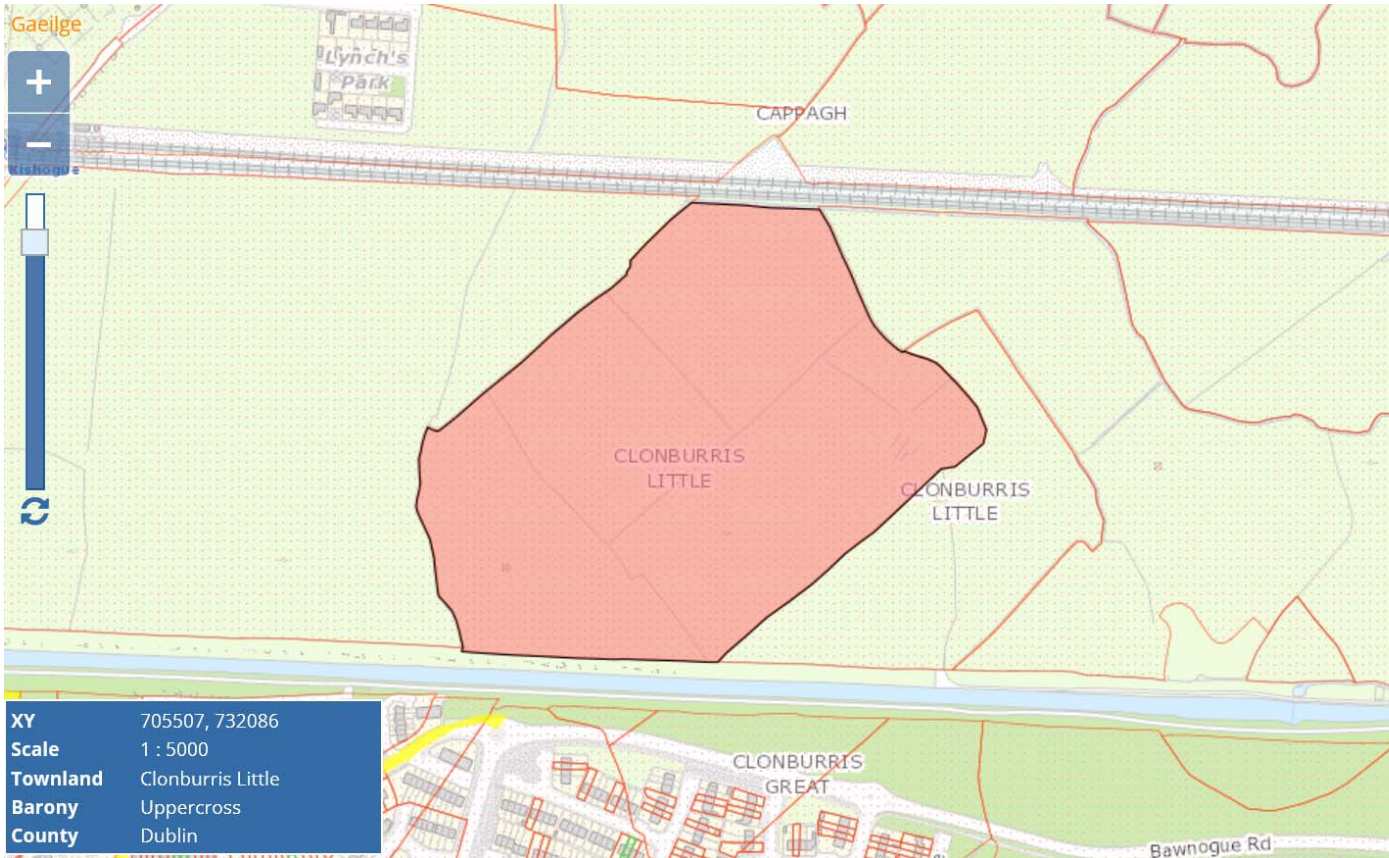 Gaeilge
+
Lynch's
Park
CAPPAGH
−
Kishogue
CLONBURRIS
LITTLE
CLONBURRIS
LITTLE
XY 705507, 732086
Scale 1 : 5000
Townland Clonburris Little
Barony Uppercross
County Dublin
CLONBURRIS
GREAT
Bawnogue Rd